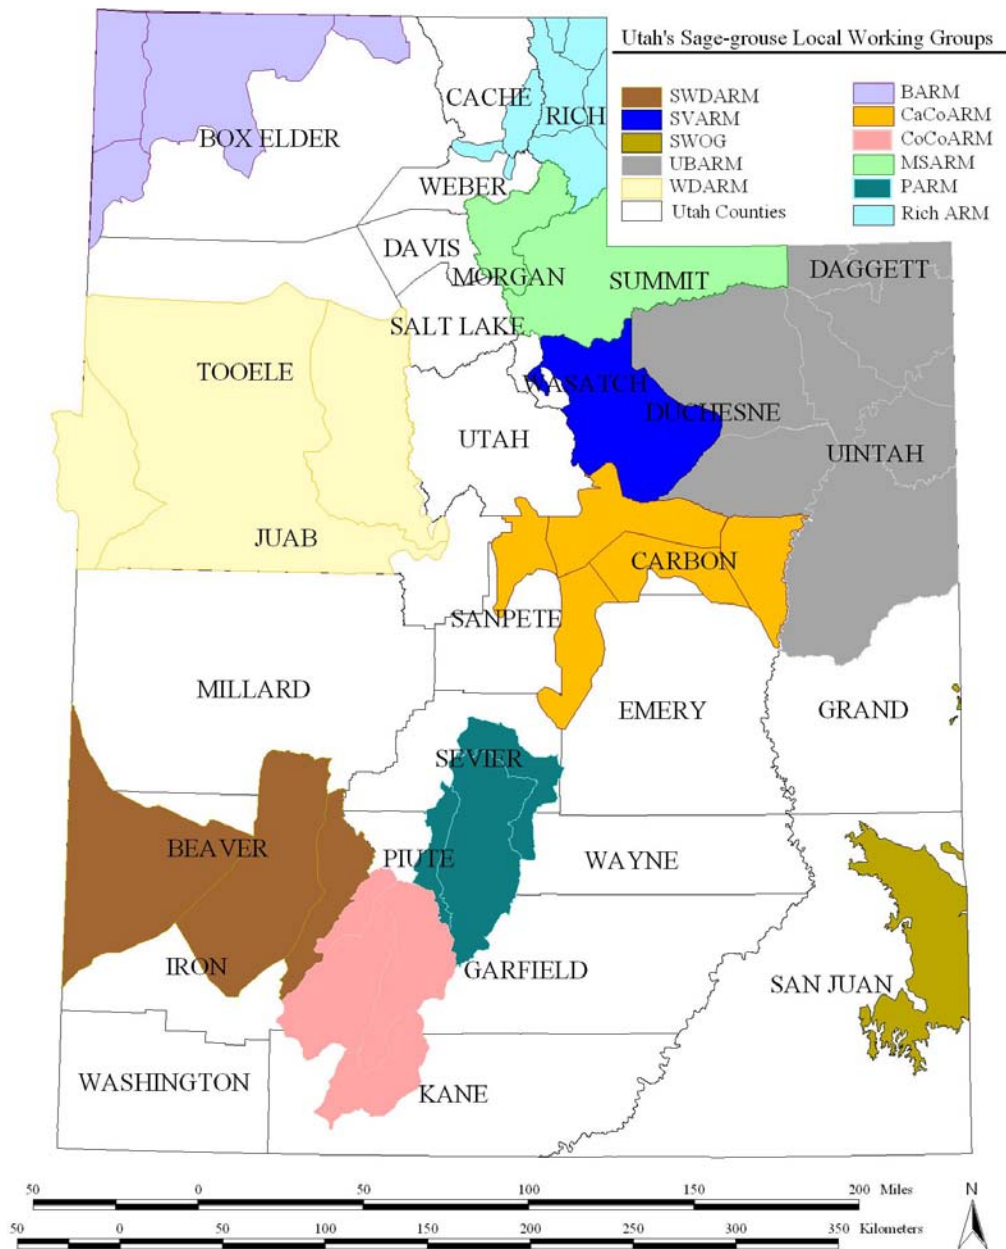 Utah's Sage-grouse Local Working Groups
SWDARM
SVARM
SWOG
UBARM
WDARM
Utah Counties
BARM
CaCoARM
CoCoARM
MSARM
PARM
Rich ARM
CACHE
RICH
BOX ELDER
WEBER
DAVIS
MORGAN
SUMMIT
DAGGETT
SALT LAKE
TOOELE
WASATCH
DUCHESNE
UTAH
UINTAH
JUAB
CARBON
SANPETE
MILLARD
EMERY
GRAND
SEVIER
BEAVER
PIUTE
WAYNE
IRON
GARFIELD
SAN JUAN
WASHINGTON
KANE
50 0 50 100 150 200 Miles
50 0 50 100 150 200 250 300 350 Kilometers
N